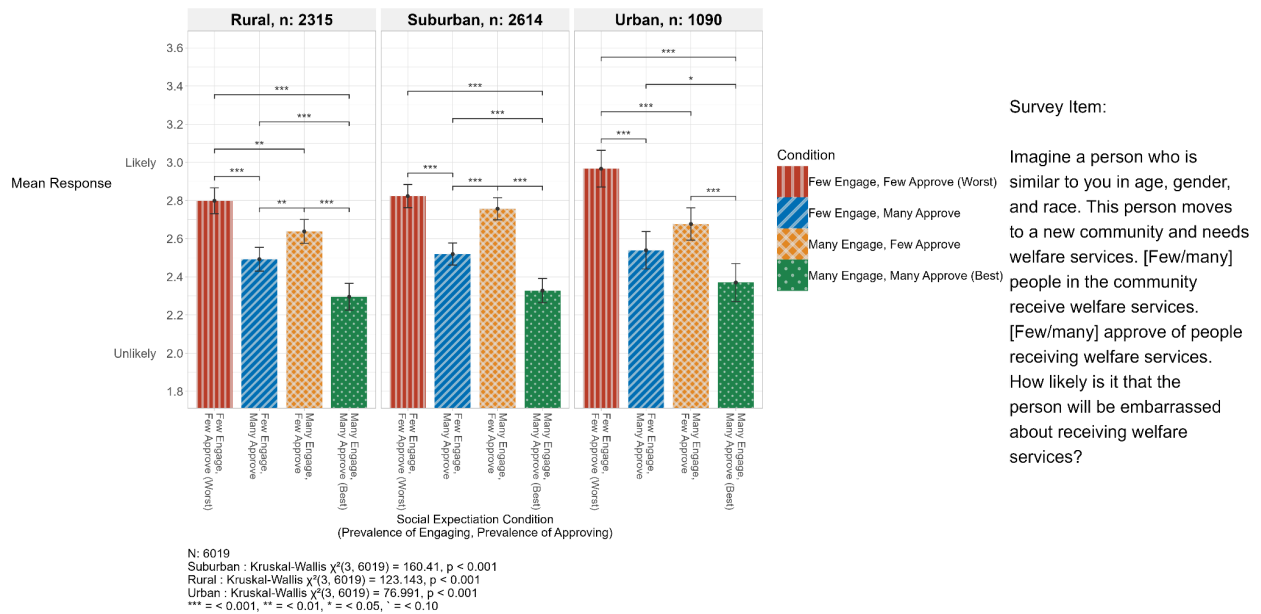 Rural, n: 2315
Suburban, n: 2614
Urban, n: 1090
3.6
3.4
3.2
Likely 3.0
2.8
2.6
2.4
2.2
Unlikely 2.0
1.8
Mean Response
***
***
**
***
**
***
***
***
***
***
***
***
*
***
***
***
Few Engage,
Few Approve (Worst)
Few Engage,
Many Approve
Many Engage,
Few Approve
Many Engage,
Many Approve (Best)
Few Engage,
Few Approve (Worst)
Few Engage,
Many Approve
Many Engage,
Few Approve
Many Engage,
Many Approve (Best)
Few Engage,
Few Approve (Worst)
Few Engage,
Many Approve
Many Engage,
Few Approve
Many Engage,
Many Approve (Best)
Social Expectiation Condition
(Prevalence of Engaging, Prevalence of Approving)
N: 6019
Suburban : Kruskal-Wallis χ²(3, 6019) = 160.41, p < 0.001
Rural : Kruskal-Wallis χ²(3, 6019) = 123.143, p < 0.001
Urban : Kruskal-Wallis χ²(3, 6019) = 76.991, p < 0.001
*** = < 0.001, ** = < 0.01, * = < 0.05, ` = < 0.10
Condition
Few Engage, Few Approve (Worst)
Few Engage, Many Approve
Many Engage, Few Approve
Many Engage, Many Approve (Best)
Survey Item:
Imagine a person who is
similar to you in age, gender,
and race. This person moves
to a new community and needs
welfare services. [Few/many]
people in the community
receive welfare services.
[Few/many] approve of people
receiving welfare services.
How likely is it that the
person will be embarrassed
about receiving welfare
services?